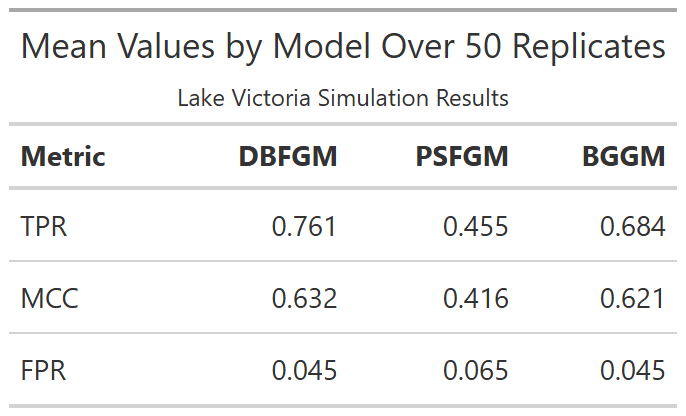 Mean Values by Model Over 50 Replicates
Lake Victoria Simulation Results
Metric DBFGM PSFGM BGGM
TPR 0.761 0.455 0.684
MCC 0.632 0.416 0.621
FPR 0.045 0.065 0.045